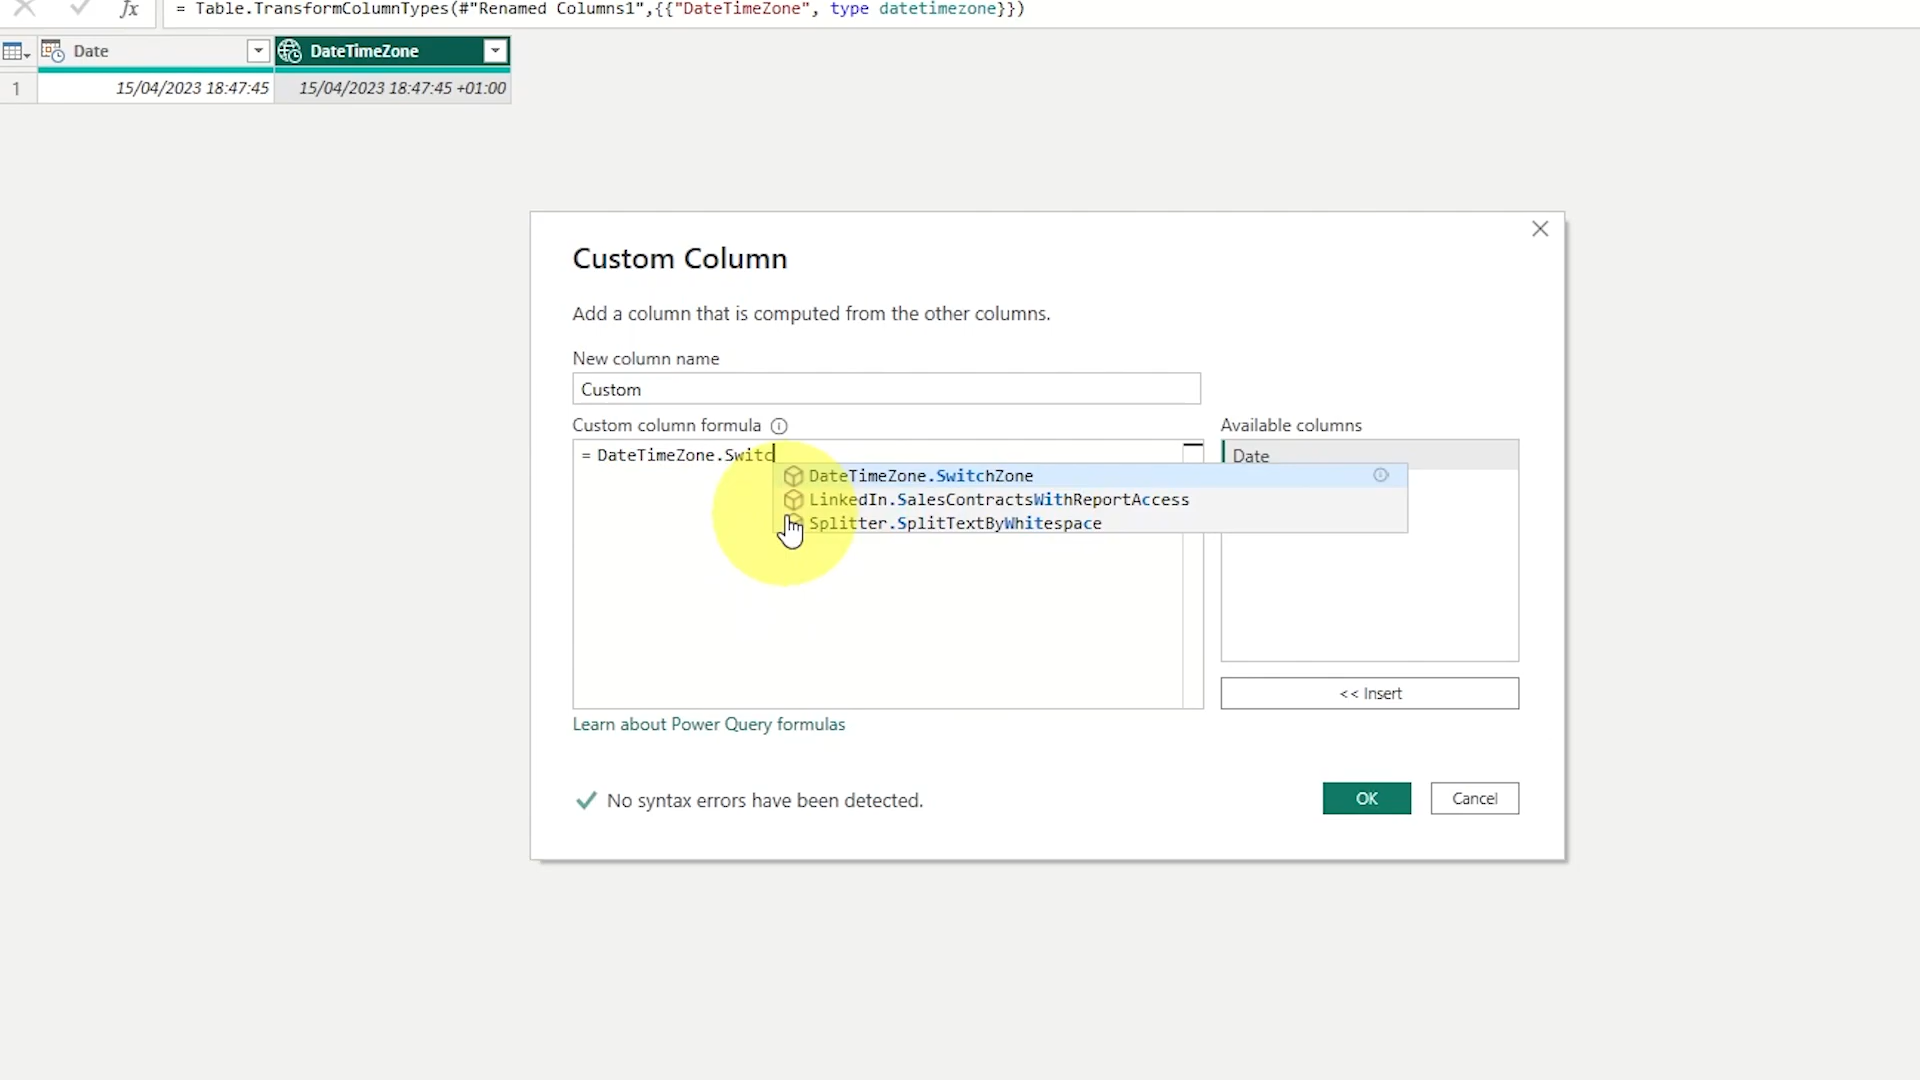 = Table.TransformColumnTypes(#"Renamed Columns1",{{"DateTimeZone", type datetimezone}})
fx
Date
DateTimeZone
1
15/04/2023 18:47:45
15/04/2023 18:47:45 +01:00
Custom Column
Add a column that is computed from the other columns.
New column name
Custom
Custom column formula
Available columns
= DateTimeZone.Switc
Date
DateTimeZone.SwitchZone
LinkedIn.SalesContractsWithReportAccess
Splitter.SplitTextByWhitespace
<< Insert
Learn about Power Query formulas
No syntax errors have been detected.
OK
Cancel